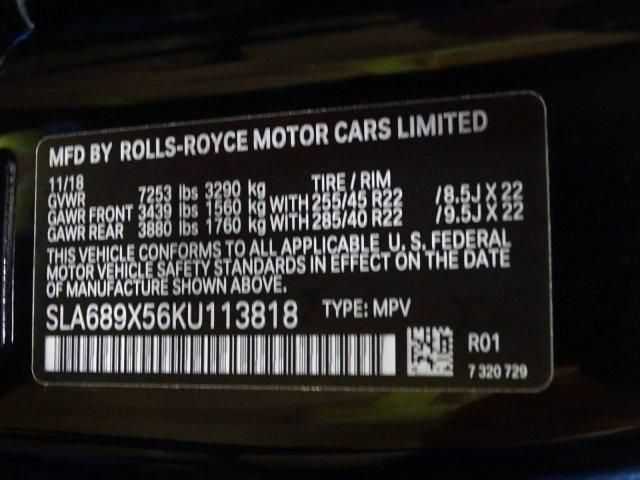 MFD BY ROLLS-ROYCE MOTOR CARS LIMITED
11/18 TIRE / RIM
GVWR 7253 lbs 3290 kg
GAWR FRONT 3439 lbs 1560 kg WITH 255/45 R22 /8.5J X 22
GAWR REAR 3880 lbs 1760 kg WITH 285/40 R22 /9.5J X 22
THIS VEHICLE CONFORMS TO ALL APPLICABLE U. S. FEDERAL
MOTOR VEHICLE SAFETY STANDARDS IN EFFECT ON THE DATE
OF MANUFACTURE SHOWN ABOVE.
SLA689X56KU113818 TYPE: MPV
R01
7 320 729